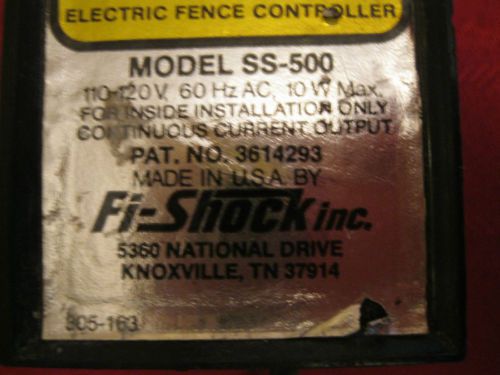 ELECTRIC FENCE CONTROLLER
MODEL SS-500
110-120V, 60 Hz AC, 10 W Max.
FOR INSIDE INSTALLATION ONLY
CONTINUOUS CURRENT OUTPUT
PAT. NO. 3614293
MADE IN U.S.A. BY
Fi-Shock inc.
5360 NATIONAL DRIVE
KNOXVILLE, TN 37914
905-163